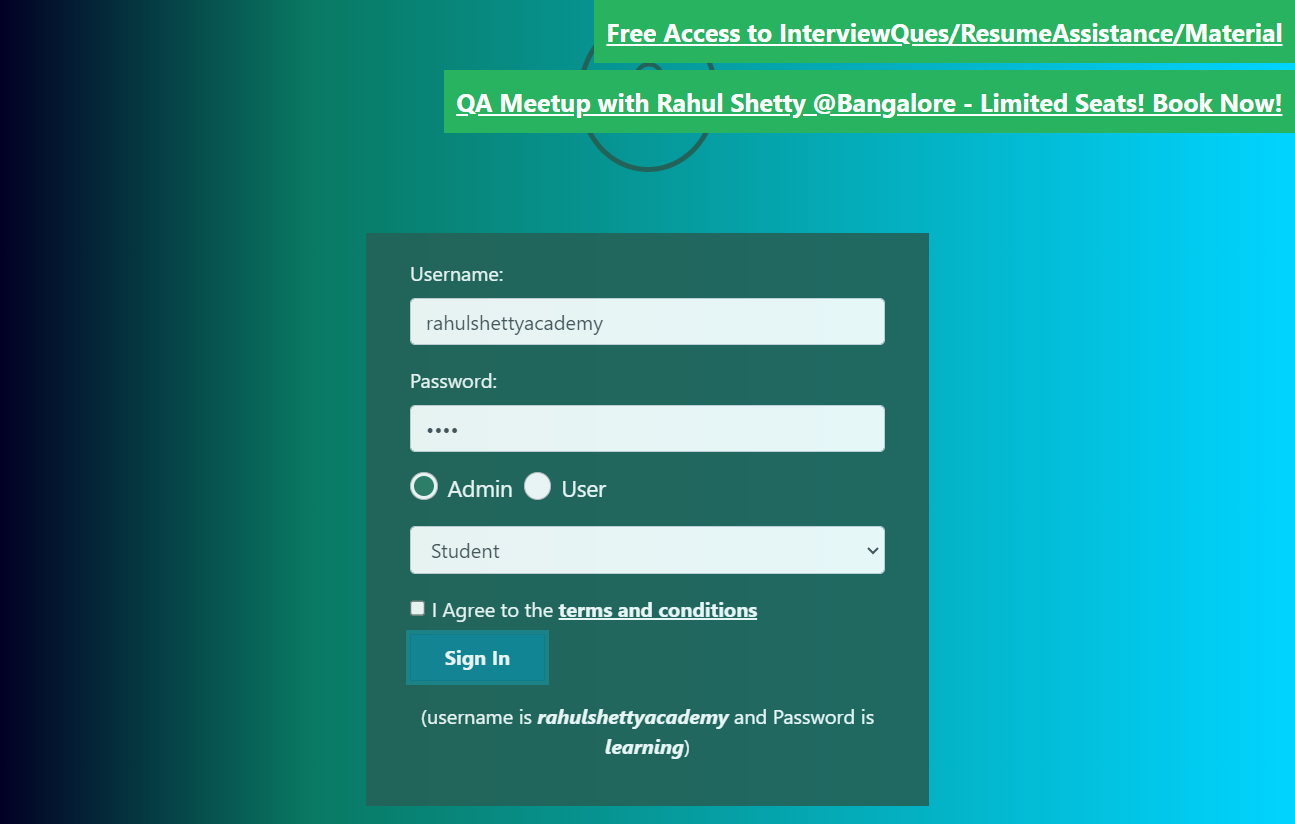 Free Access to InterviewQues/ResumeAssistance/Material
QA Meetup with Rahul Shetty @Bangalore - Limited Seats! Book Now!
Username:
rahulshettyacademy
Password:
••••
Admin User
Student
I Agree to the terms and conditions
Sign In
(username is rahulshettyacademy and Password is
learning)